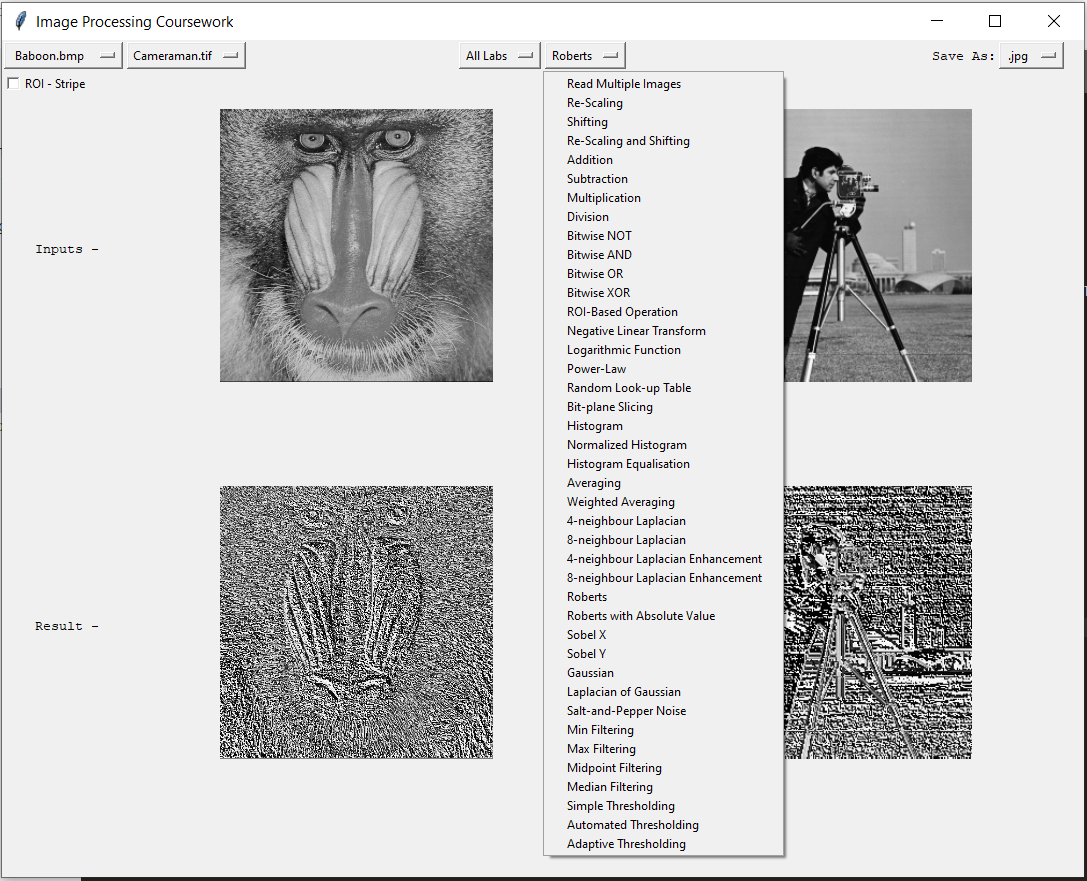 Image Processing Coursework
Baboon.bmp Cameraman.tif All Labs Roberts Save As: .jpg
ROI - Stripe
Inputs -
Result -
Read Multiple Images
Re-Scaling
Shifting
Re-Scaling and Shifting
Addition
Subtraction
Multiplication
Division
Bitwise NOT
Bitwise AND
Bitwise OR
Bitwise XOR
ROI-Based Operation
Negative Linear Transform
Logarithmic Function
Power-Law
Random Look-up Table
Bit-plane Slicing
Histogram
Normalized Histogram
Histogram Equalisation
Averaging
Weighted Averaging
4-neighbour Laplacian
8-neighbour Laplacian
4-neighbour Laplacian Enhancement
8-neighbour Laplacian Enhancement
Roberts
Roberts with Absolute Value
Sobel X
Sobel Y
Gaussian
Laplacian of Gaussian
Salt-and-Pepper Noise
Min Filtering
Max Filtering
Midpoint Filtering
Median Filtering
Simple Thresholding
Automated Thresholding
Adaptive Thresholding